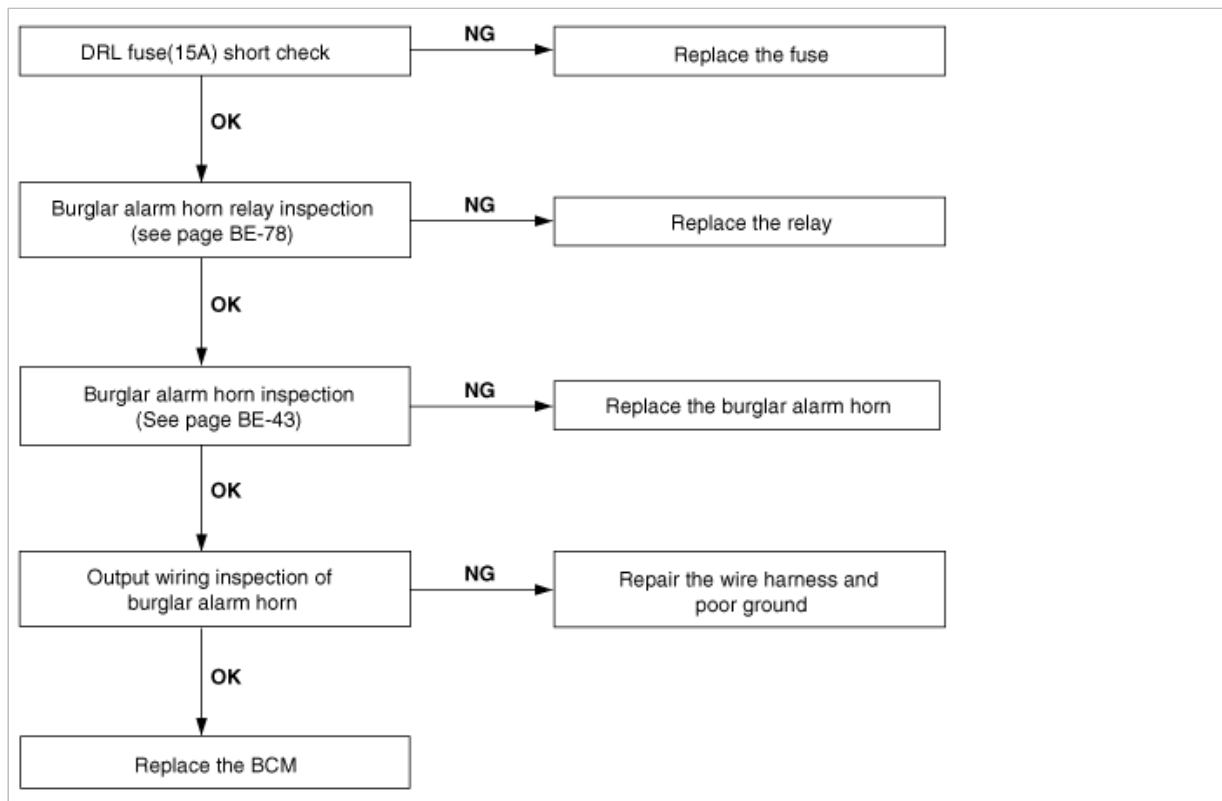 DRL fuse(15A) short check
NG
Replace the fuse
OK
Burglar alarm horn relay inspection
(see page BE-78)
NG
Replace the relay
OK
Burglar alarm horn inspection
(See page BE-43)
NG
Replace the burglar alarm horn
OK
Output wiring inspection of
burglar alarm horn
NG
Repair the wire harness and
poor ground
OK
Replace the BCM